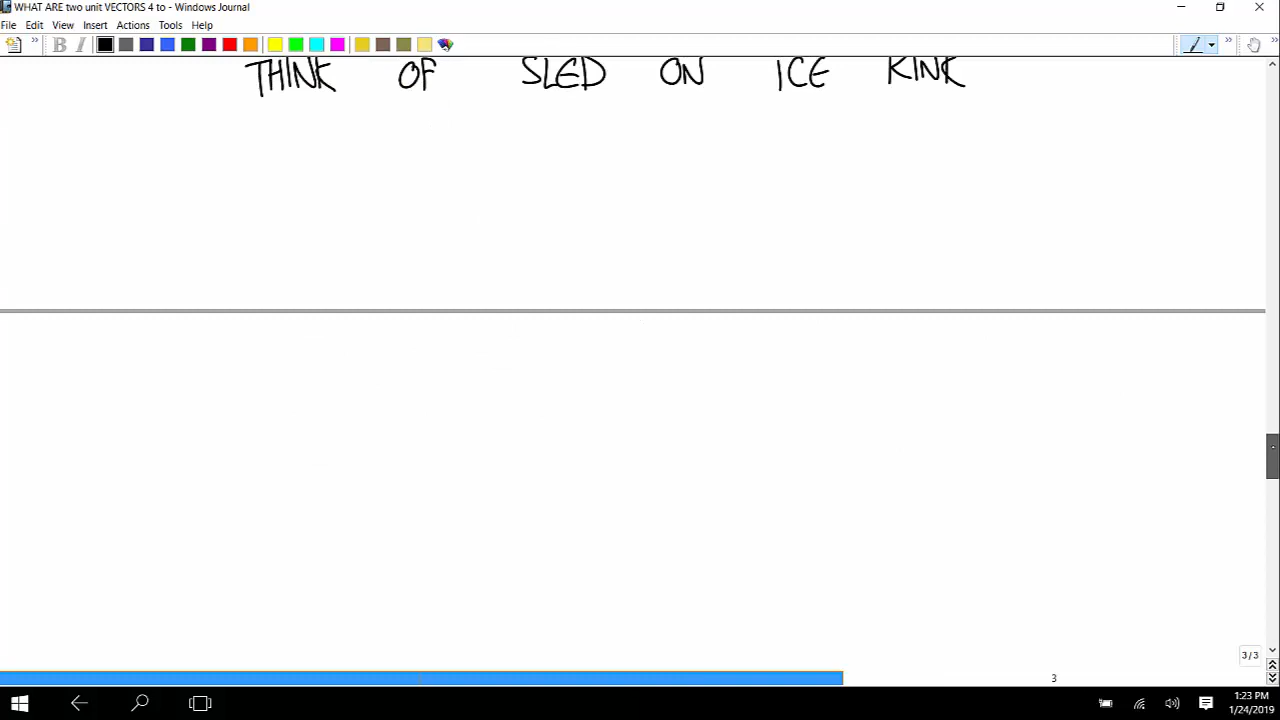 WHAT ARE two unit VECTORS 4 to - Windows Journal
File Edit View Insert Actions Tools Help
B I
THINK OF SLED ON ICE RINK
3/3
3
1:23 PM
1/24/2019